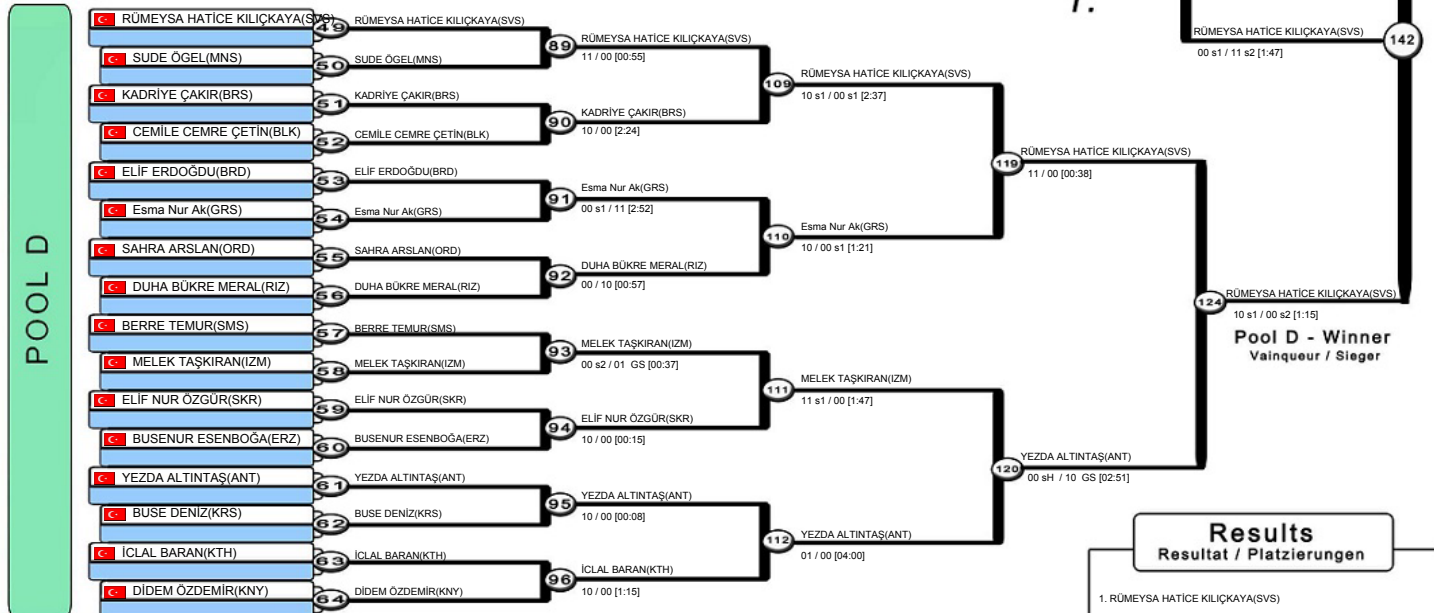 POOL D
RÜMEYSA HATİCE KILIÇKAYA(SVS)
SUDE ÖGEL(MNS)
KADRİYE ÇAKIR(BRS)
CEMİLE CEMRE ÇETİN(BLK)
ELİF ERDOĞDU(BRD)
Esma Nur Ak(GRS)
SAHRA ARSLAN(ORD)
DUHA BÜKRE MERAL(RIZ)
BERRE TEMUR(SMS)
MELEK TAŞKIRAN(IZM)
ELİF NUR ÖZGÜR(SKR)
BUSENUR ESENBOĞA(ERZ)
YEZDA ALTINTAŞ(ANT)
BUSE DENİZ(KRS)
İCLAL BARAN(KTH)
DİDEM ÖZDEMİR(KNY)
49
50
51
52
53
54
55
56
57
58
59
60
61
62
63
64
RÜMEYSA HATİCE KILIÇKAYA(SVS)
SUDE ÖGEL(MNS)
KADRİYE ÇAKIR(BRS)
CEMİLE CEMRE ÇETİN(BLK)
ELİF ERDOĞDU(BRD)
Esma Nur Ak(GRS)
SAHRA ARSLAN(ORD)
DUHA BÜKRE MERAL(RIZ)
BERRE TEMUR(SMS)
MELEK TAŞKIRAN(IZM)
ELİF NUR ÖZGÜR(SKR)
BUSENUR ESENBOĞA(ERZ)
YEZDA ALTINTAŞ(ANT)
BUSE DENİZ(KRS)
İCLAL BARAN(KTH)
DİDEM ÖZDEMİR(KNY)
89 RÜMEYSA HATİCE KILIÇKAYA(SVS)
11 / 00 [00:55]
90 KADRİYE ÇAKIR(BRS)
10 / 00 [2:24]
91 Esma Nur Ak(GRS)
00 s1 / 11 [2:52]
92 DUHA BÜKRE MERAL(RIZ)
00 / 10 [00:57]
93 MELEK TAŞKIRAN(IZM)
00 s2 / 01 GS [00:37]
94 ELİF NUR ÖZGÜR(SKR)
10 / 00 [00:15]
95 YEZDA ALTINTAŞ(ANT)
10 / 00 [00:08]
96 İCLAL BARAN(KTH)
10 / 00 [1:15]
109 RÜMEYSA HATİCE KILIÇKAYA(SVS)
10 s1 / 00 s1 [2:37]
110 Esma Nur Ak(GRS)
10 / 00 s1 [1:21]
111 MELEK TAŞKIRAN(IZM)
11 s1 / 00 [1:47]
112 YEZDA ALTINTAŞ(ANT)
01 / 00 [04:00]
119 RÜMEYSA HATİCE KILIÇKAYA(SVS)
11 / 00 [00:38]
120 YEZDA ALTINTAŞ(ANT)
00 sH / 10 GS [02:51]
124 RÜMEYSA HATİCE KILIÇKAYA(SVS)
10 s1 / 00 s2 [1:15]
Pool D - Winner
Vainqueur / Sieger
RÜMEYSA HATİCE KILIÇKAYA(SVS) 142
00 s1 / 11 s2 [1:47]
Results
Resultat / Platzierungen
1. RÜMEYSA HATİCE KILIÇKAYA(SVS)